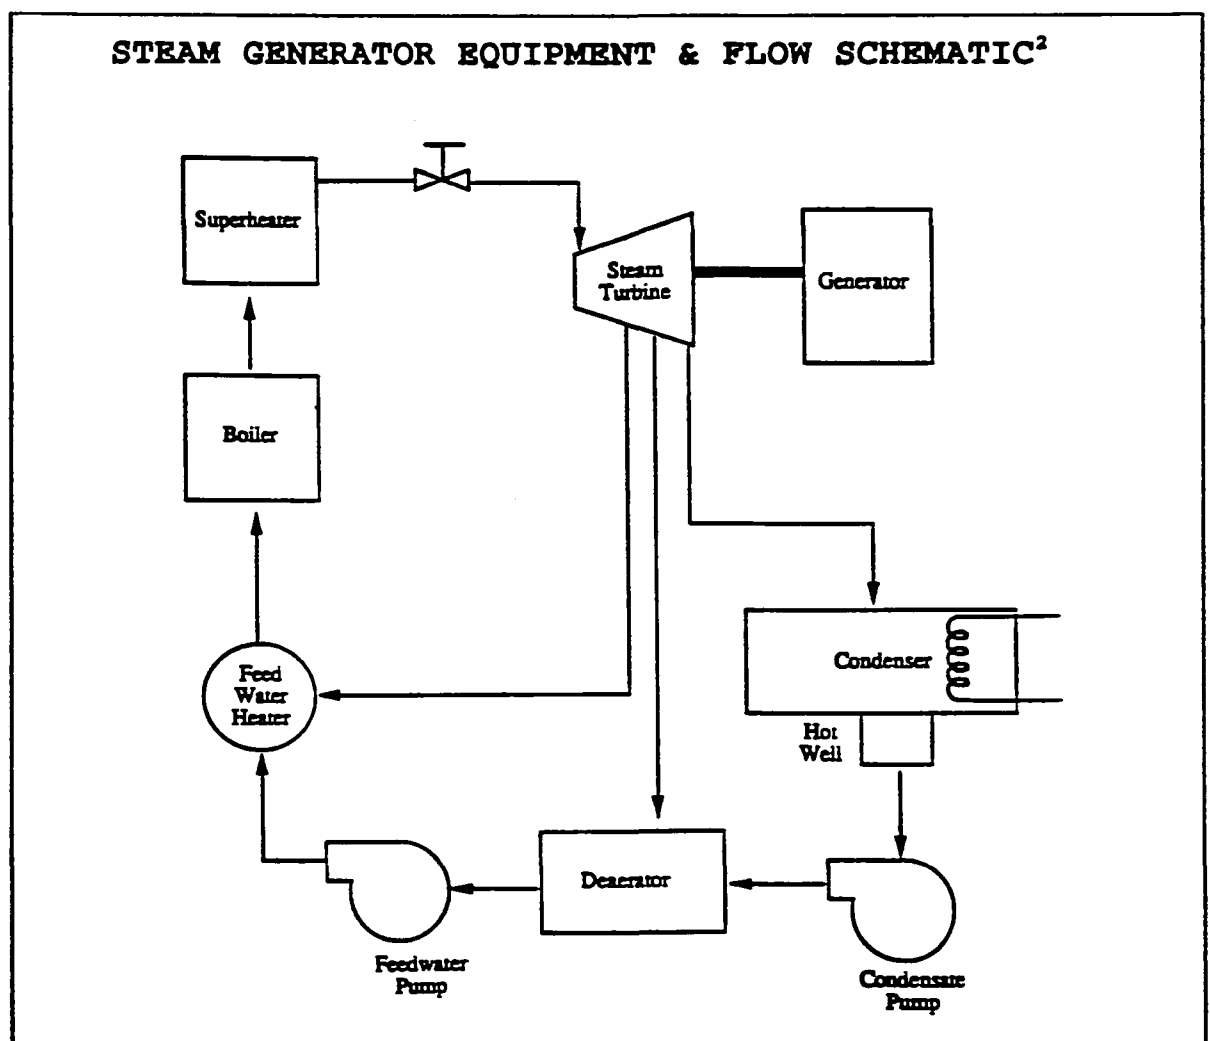 STEAM GENERATOR EQUIPMENT & FLOW SCHEMATIC²
Superheater
Steam
Turbine
Generator
Boiler
Feed
Water
Heater
Condenser
Hot
Well
Deaerator
Feedwater
Pump
Condensate
Pump